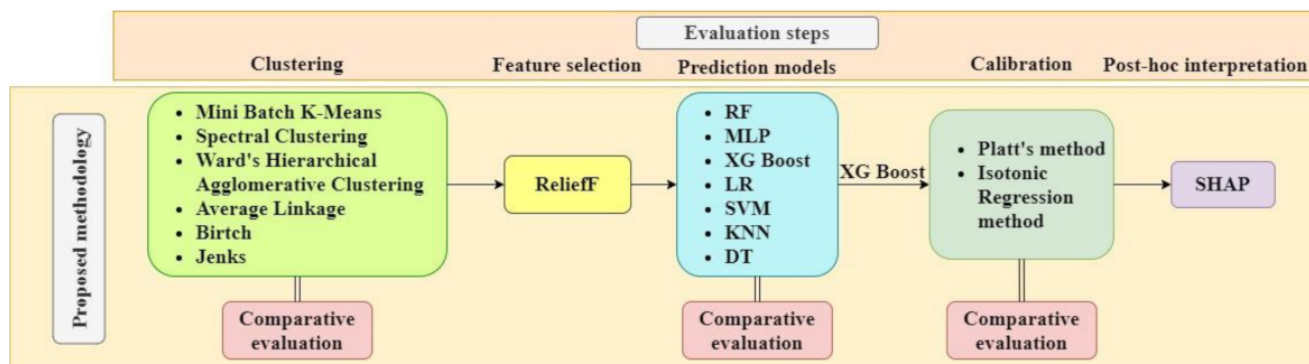 Evaluation steps
Clustering
Feature selection
Prediction models
Calibration
Post-hoc interpretation
Proposed methodology
• Mini Batch K-Means
• Spectral Clustering
• Ward's Hierarchical
Agglomerative Clustering
• Average Linkage
• Birtch
• Jenks
ReliefF
• RF
• MLP
• XG Boost
• LR
• SVM
• KNN
• DT
XG Boost
• Platt's method
• Isotonic
Regression
method
SHAP
Comparative
evaluation
Comparative
evaluation
Comparative
evaluation